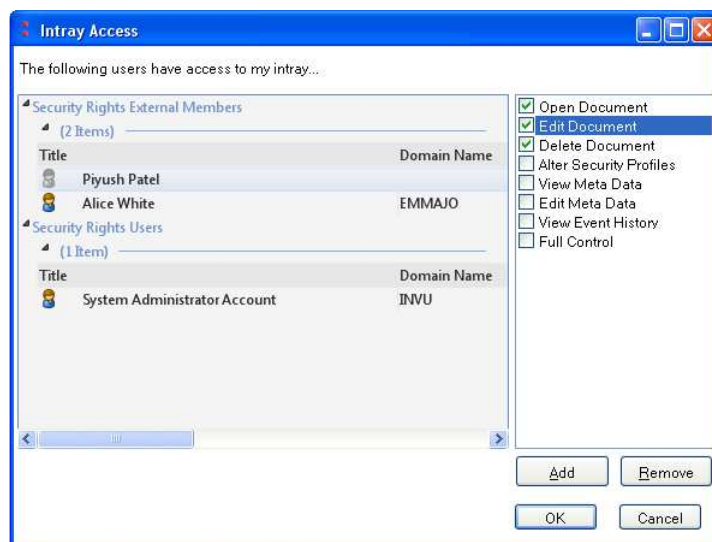 Intray Access
The following users have access to my intray...
Security Rights External Members
(2 Items)
Title Domain Name
Piyush Patel
Alice White EMMAJO
Security Rights Users
(1 Item)
Title Domain Name
System Administrator Account INVU
Open Document
Edit Document
Delete Document
Alter Security Profiles
View Meta Data
Edit Meta Data
View Event History
Full Control
Add Remove
OK Cancel